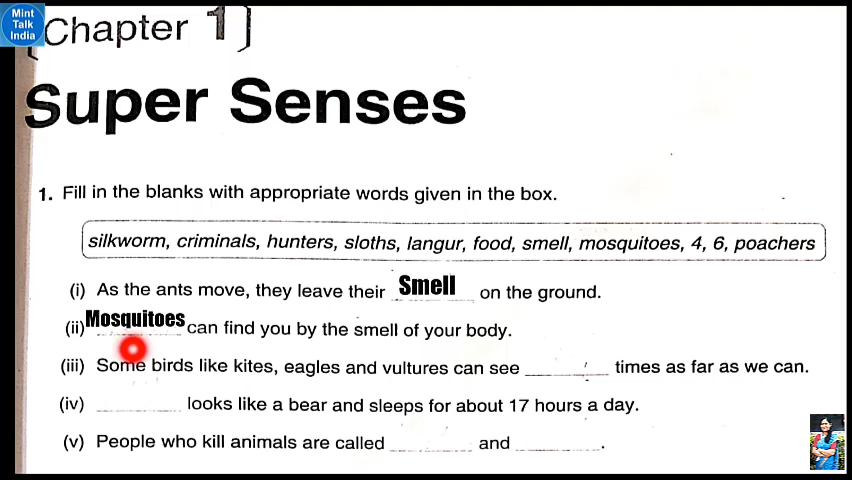 Mint
Talk
India
[Chapter 1]
Super Senses
1. Fill in the blanks with appropriate words given in the box.
silkworm, criminals, hunters, sloths, langur, food, smell, mosquitoes, 4, 6, poachers
(i) As the ants move, they leave their Smell on the ground.
(ii) Mosquitoes can find you by the smell of your body.
(iii) Some birds like kites, eagles and vultures can see ________ times as far as we can.
(iv) ________ looks like a bear and sleeps for about 17 hours a day.
(v) People who kill animals are called ________ and ________.